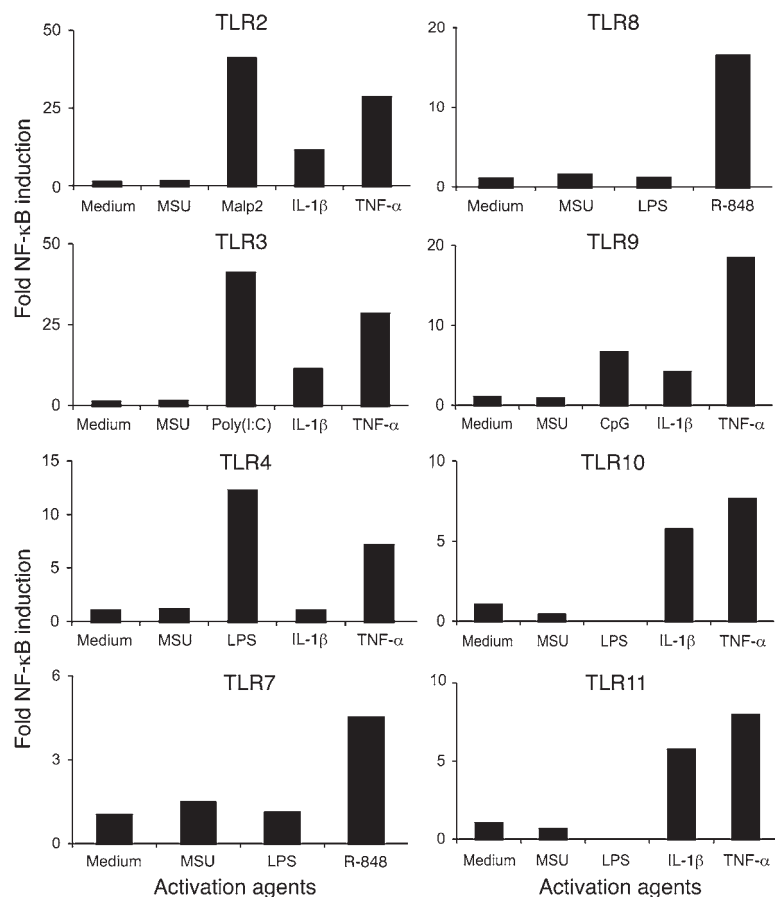 TLR2
50
25
0
Medium MSU Malp2 IL-1β TNF-α
TLR3
50
25
0
Medium MSU Poly(I:C) IL-1β TNF-α
Fold NF-κB induction
TLR4
15
10
5
0
Medium MSU LPS IL-1β TNF-α
TLR7
6
3
0
Medium MSU LPS R-848
Fold NF-κB induction
Activation agents
TLR8
20
10
0
Medium MSU LPS R-848
TLR9
20
10
0
Medium MSU CpG IL-1β TNF-α
TLR10
10
5
0
Medium MSU LPS IL-1β TNF-α
TLR11
10
5
0
Medium MSU LPS IL-1β TNF-α
Activation agents